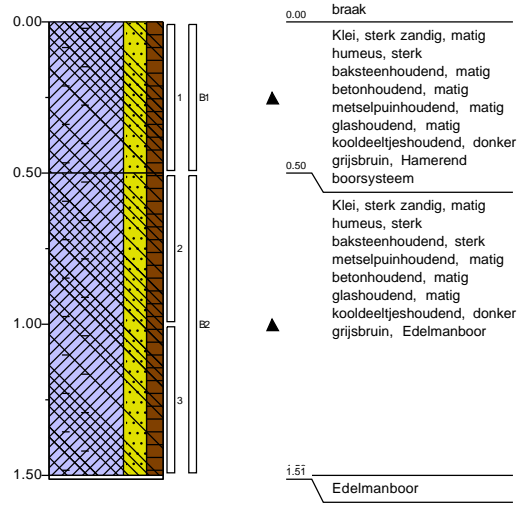 braak
0.00
0.00
Klei, sterk zandig, matig
humeus, sterk
baksteenhoudend, matig
betonhoudend, matig
metselpuinhoudend, matig
glashoudend, matig
kooldeeltjeshoudend, donker
grijsbruin, Hamerend
boorsysteem
1
B1
0.50
0.50
Klei, sterk zandig, matig
humeus, sterk
baksteenhoudend, sterk
metselpuinhoudend, matig
betonhoudend, matig
glashoudend, matig
kooldeeltjeshoudend, donker
grijsbruin, Edelmanboor
2
B2
1.00
3
1.50
1.51
Edelmanboor